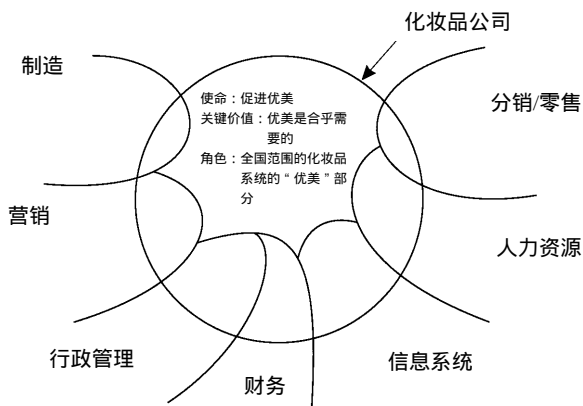 化妆品公司
制造
分销/零售
使命：促进优美
关键价值：优美是合乎需
要的
角色：全国范围的化妆品
系统的“优美”部
分
营销
人力资源
行政管理
信息系统
财务